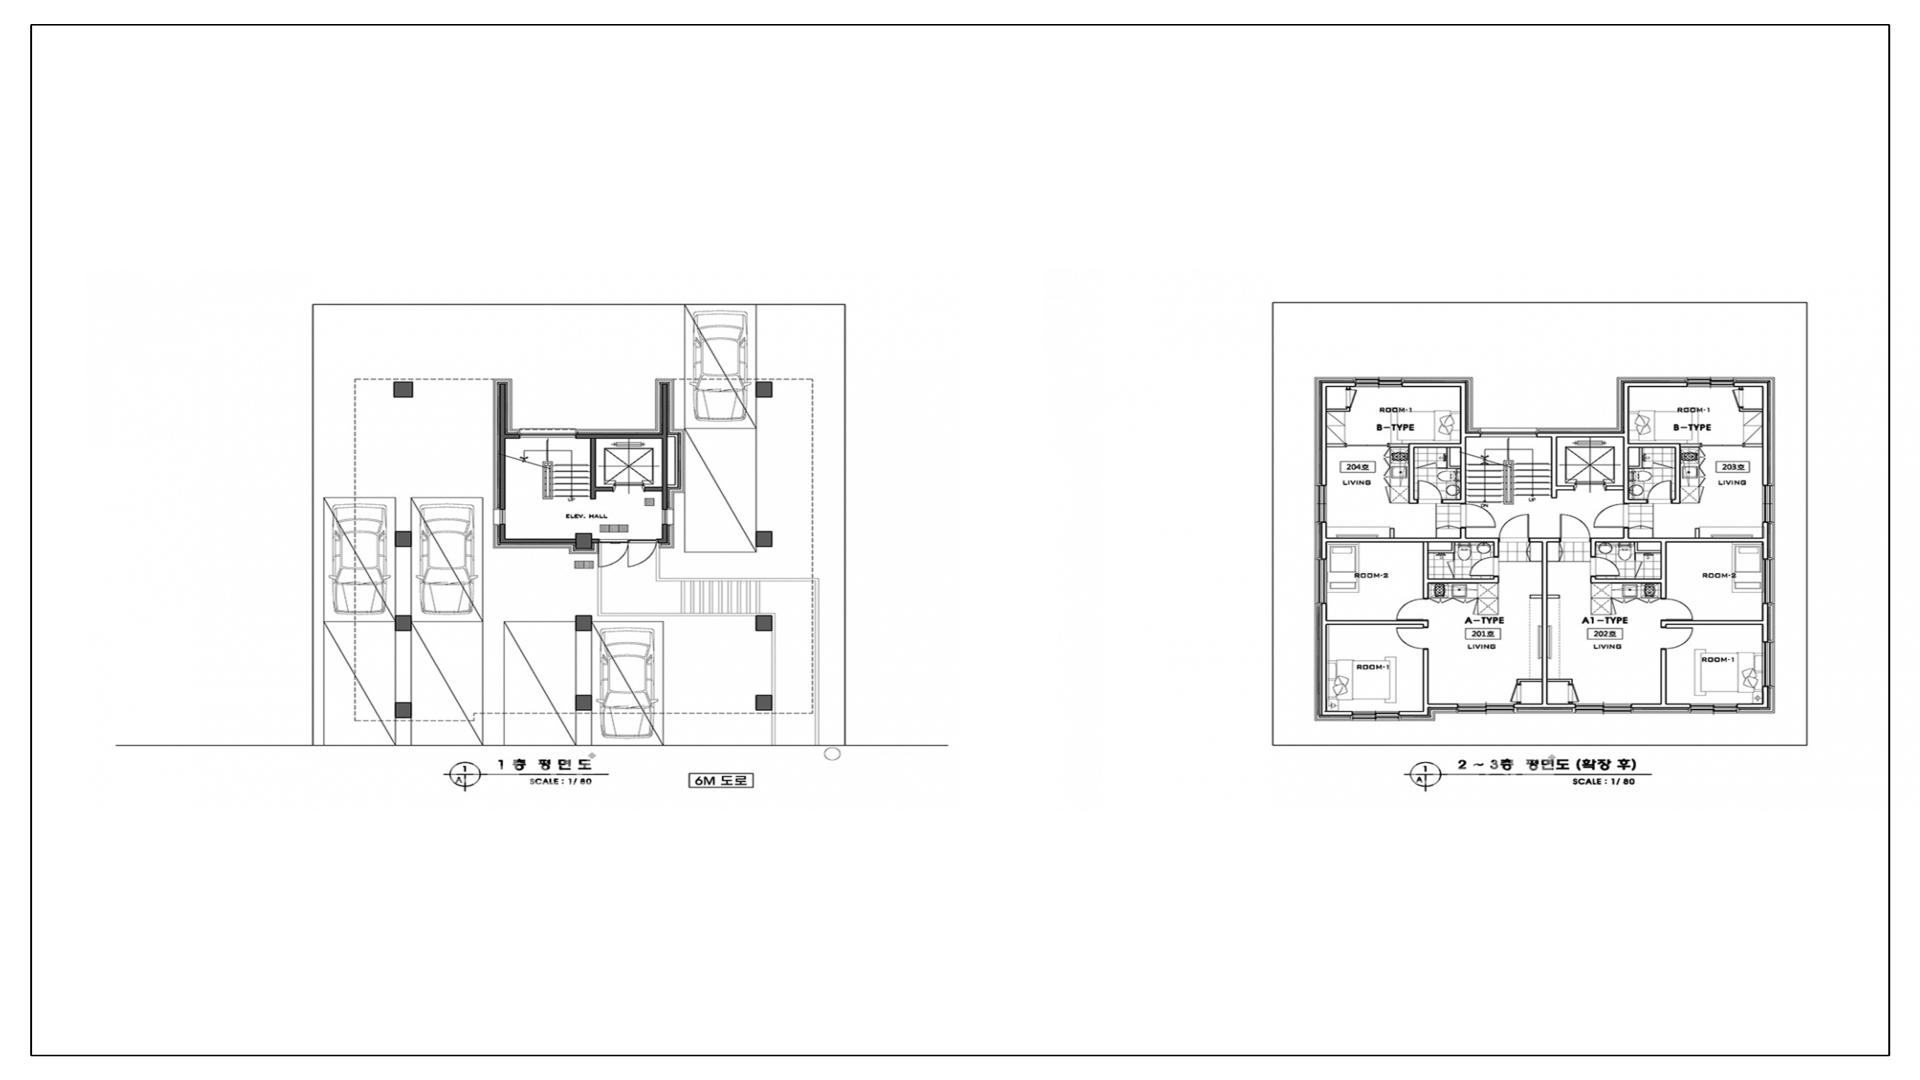 UP
ELEV. HALL
1
A
1층 평면도
SCALE : 1/ 80
6M 도로
ROOM-1
B-TYPE
204호
LIVING
UP
DN
ROOM-1
B-TYPE
203호
LIVING
ROOM-2
A-TYPE
201호
LIVING
ROOM-1
ROOM-2
A1-TYPE
202호
LIVING
ROOM-1
1
A
2 ~ 3층 평면도 (확장 후)
SCALE : 1/ 80